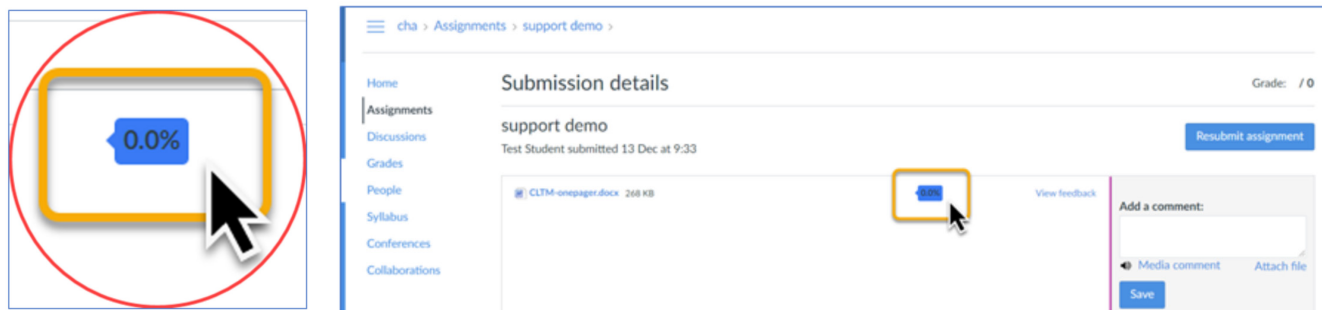 0.0%
cha > Assignments > support demo >
Home
Assignments
Discussions
Grades
People
Syllabus
Conferences
Collaborations
Submission details
Grade: / 0
support demo
Test Student submitted 13 Dec at 9:33
Resubmit assignment
CLTM-onepager.docx 268 KB
0.0%
View feedback
Add a comment:
Media comment
Attach file
Save